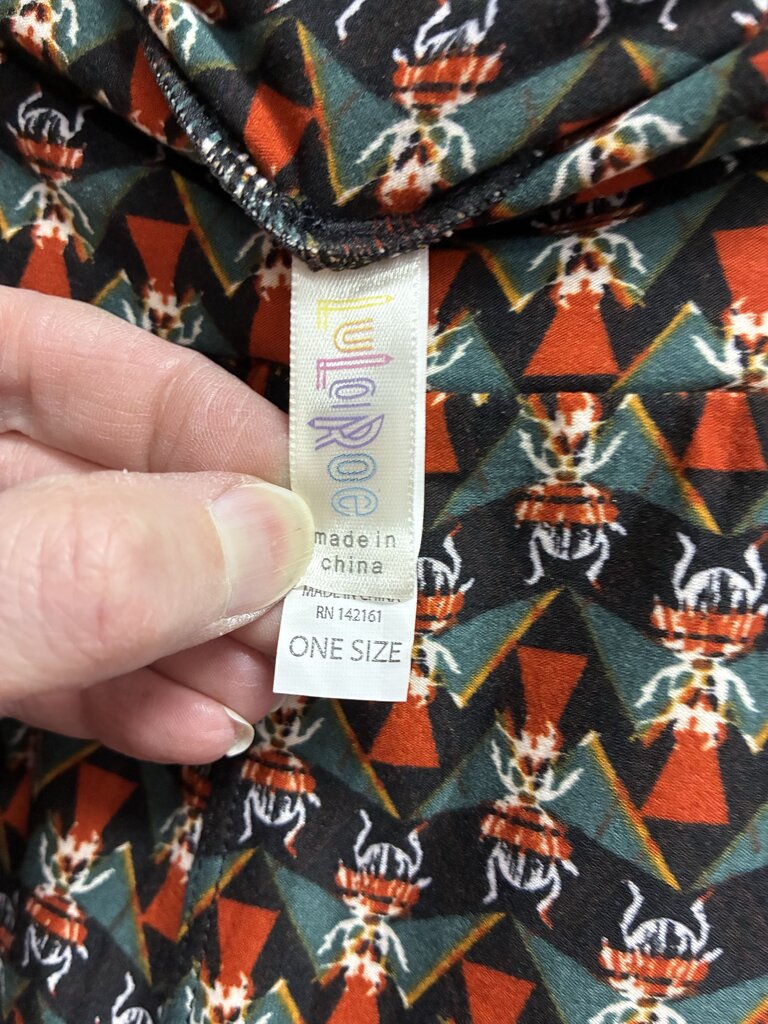 LuLaRoe
made in
china
MADE IN CHINA
RN 142161
ONE SIZE